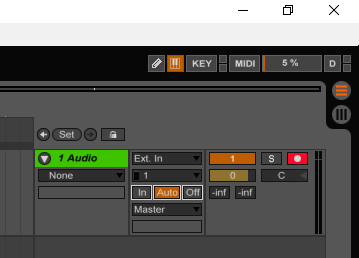 KEY MIDI 5 % D
Set
1 Audio Ext. In 1 S
None 1 0 C
In Auto Off -inf -inf
Master